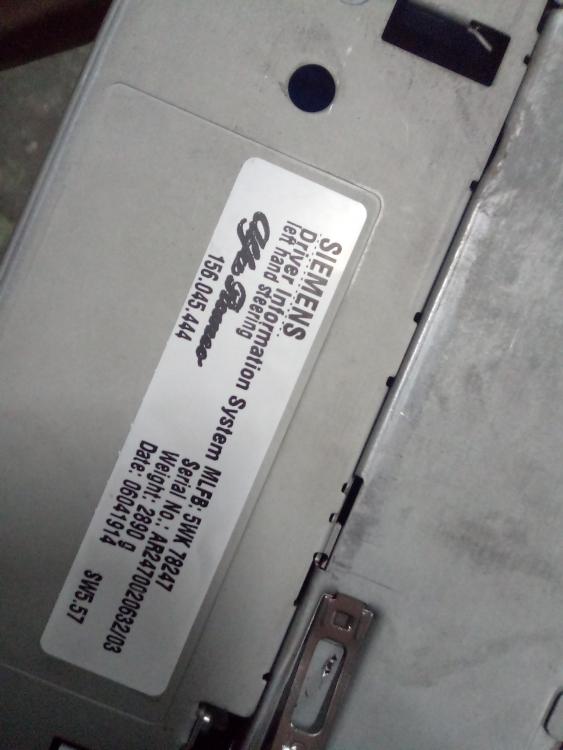 SIEMENS
Driver Information System MLFB: 5WK 78247
left hand steering
Serial No.: AR2470020632/03
Alfa Romeo
Weight: 2890 g
156.045.444
Date: 06041914
SW5.57